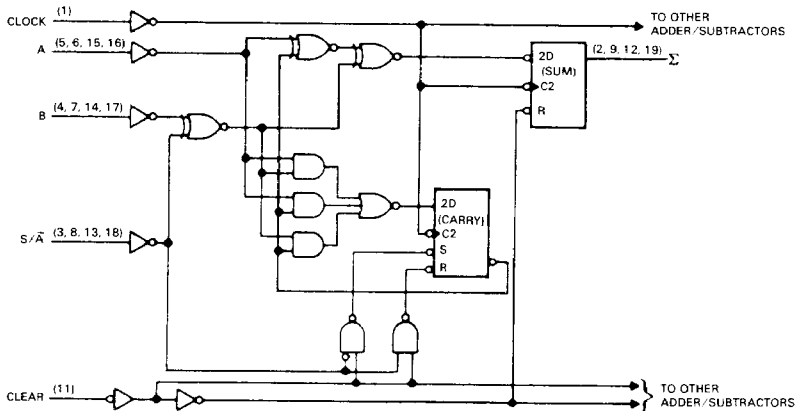 CLOCK (1)
TO OTHER
ADDER/SUBTRACTORS
A (5, 6, 15, 16)
2D
(SUM)
C2
R
(2, 9, 12, 19) Σ
B (4, 7, 14, 17)
2D
(CARRY)
C2
S
R
S/A̅ (3, 8, 13, 18)
CLEAR (11)
TO OTHER
ADDER/SUBTRACTORS